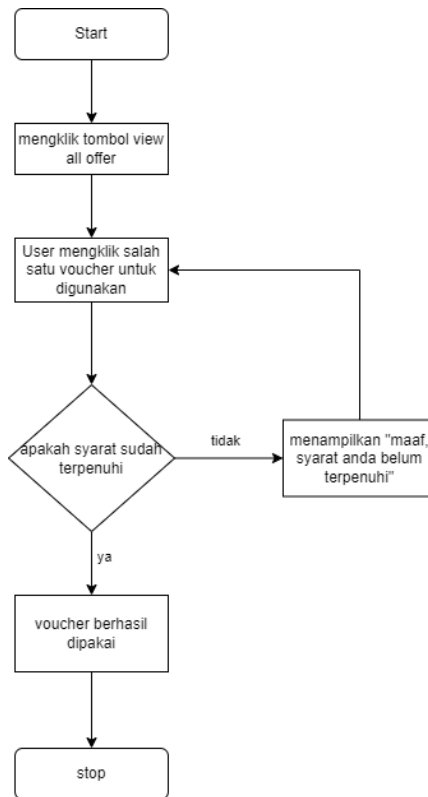 Start
mengklik tombol view
all offer
User mengklik salah
satu voucher untuk
digunakan
apakah syarat sudah
terpenuhi
tidak
menampilkan "maaf,
syarat anda belum
terpenuhi"
ya
voucher berhasil
dipakai
stop